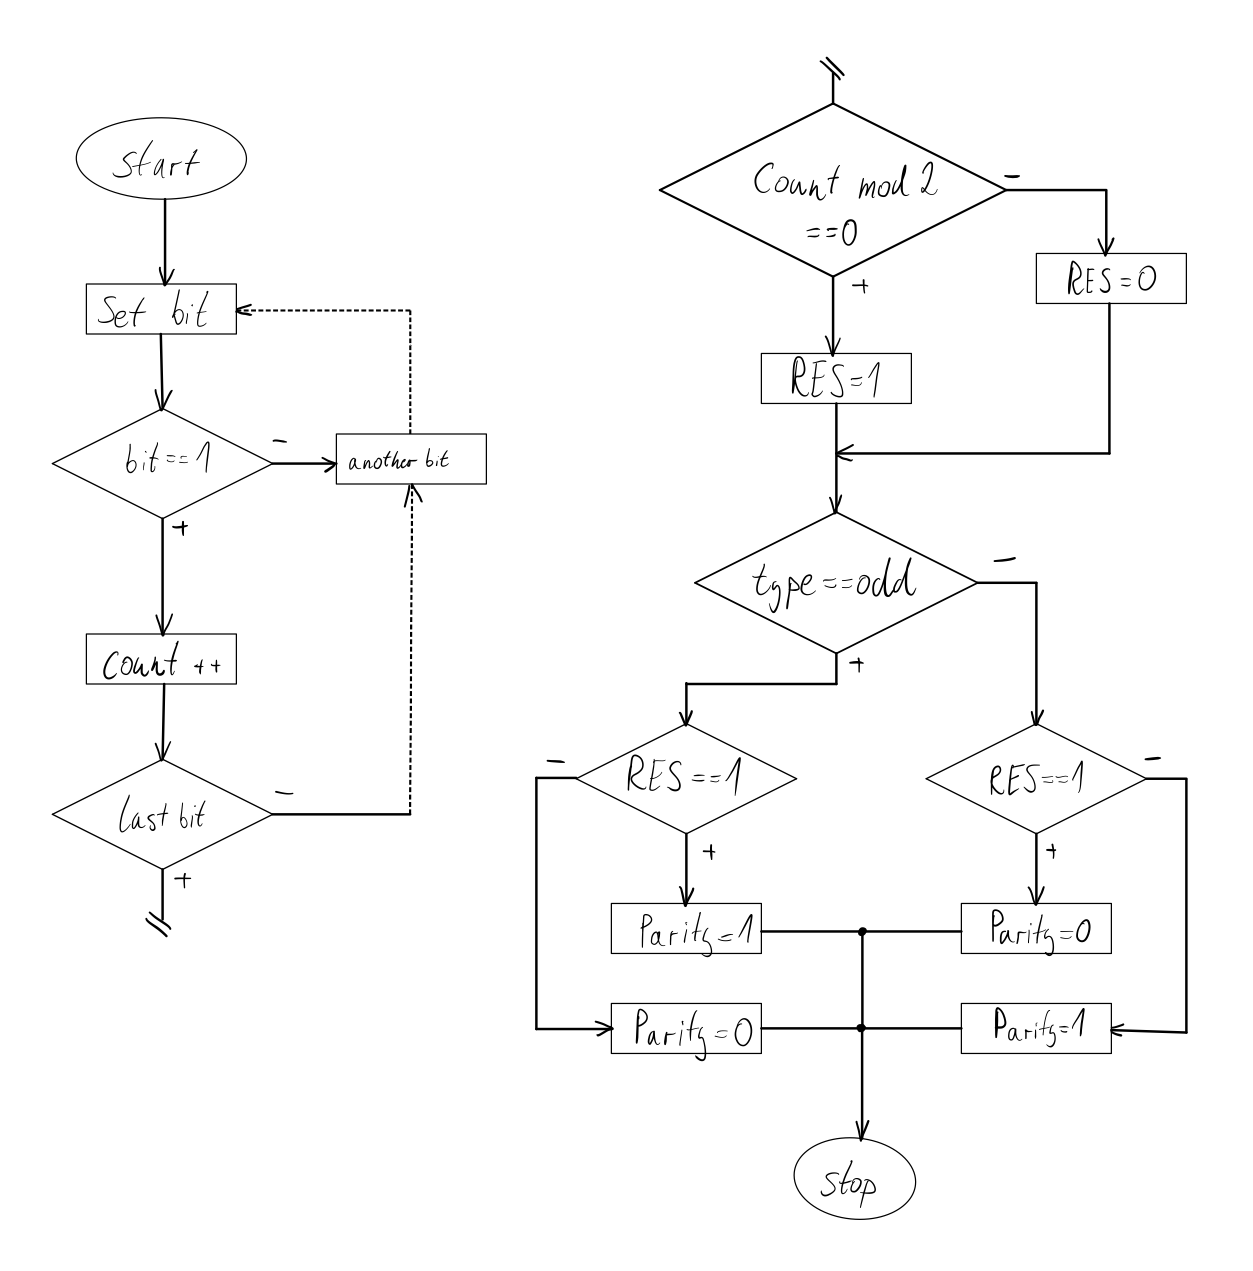 Start
Set bit
bit==1
-
another bit
+
Count ++
Last bit
-
+
Count mod 2
==0
-
+
RES=0
RES=1
type==odd
-
+
RES==1
-
+
RES==1
-
+
Parity=1
Parity=0
Parity=0
Parity=1
Stop